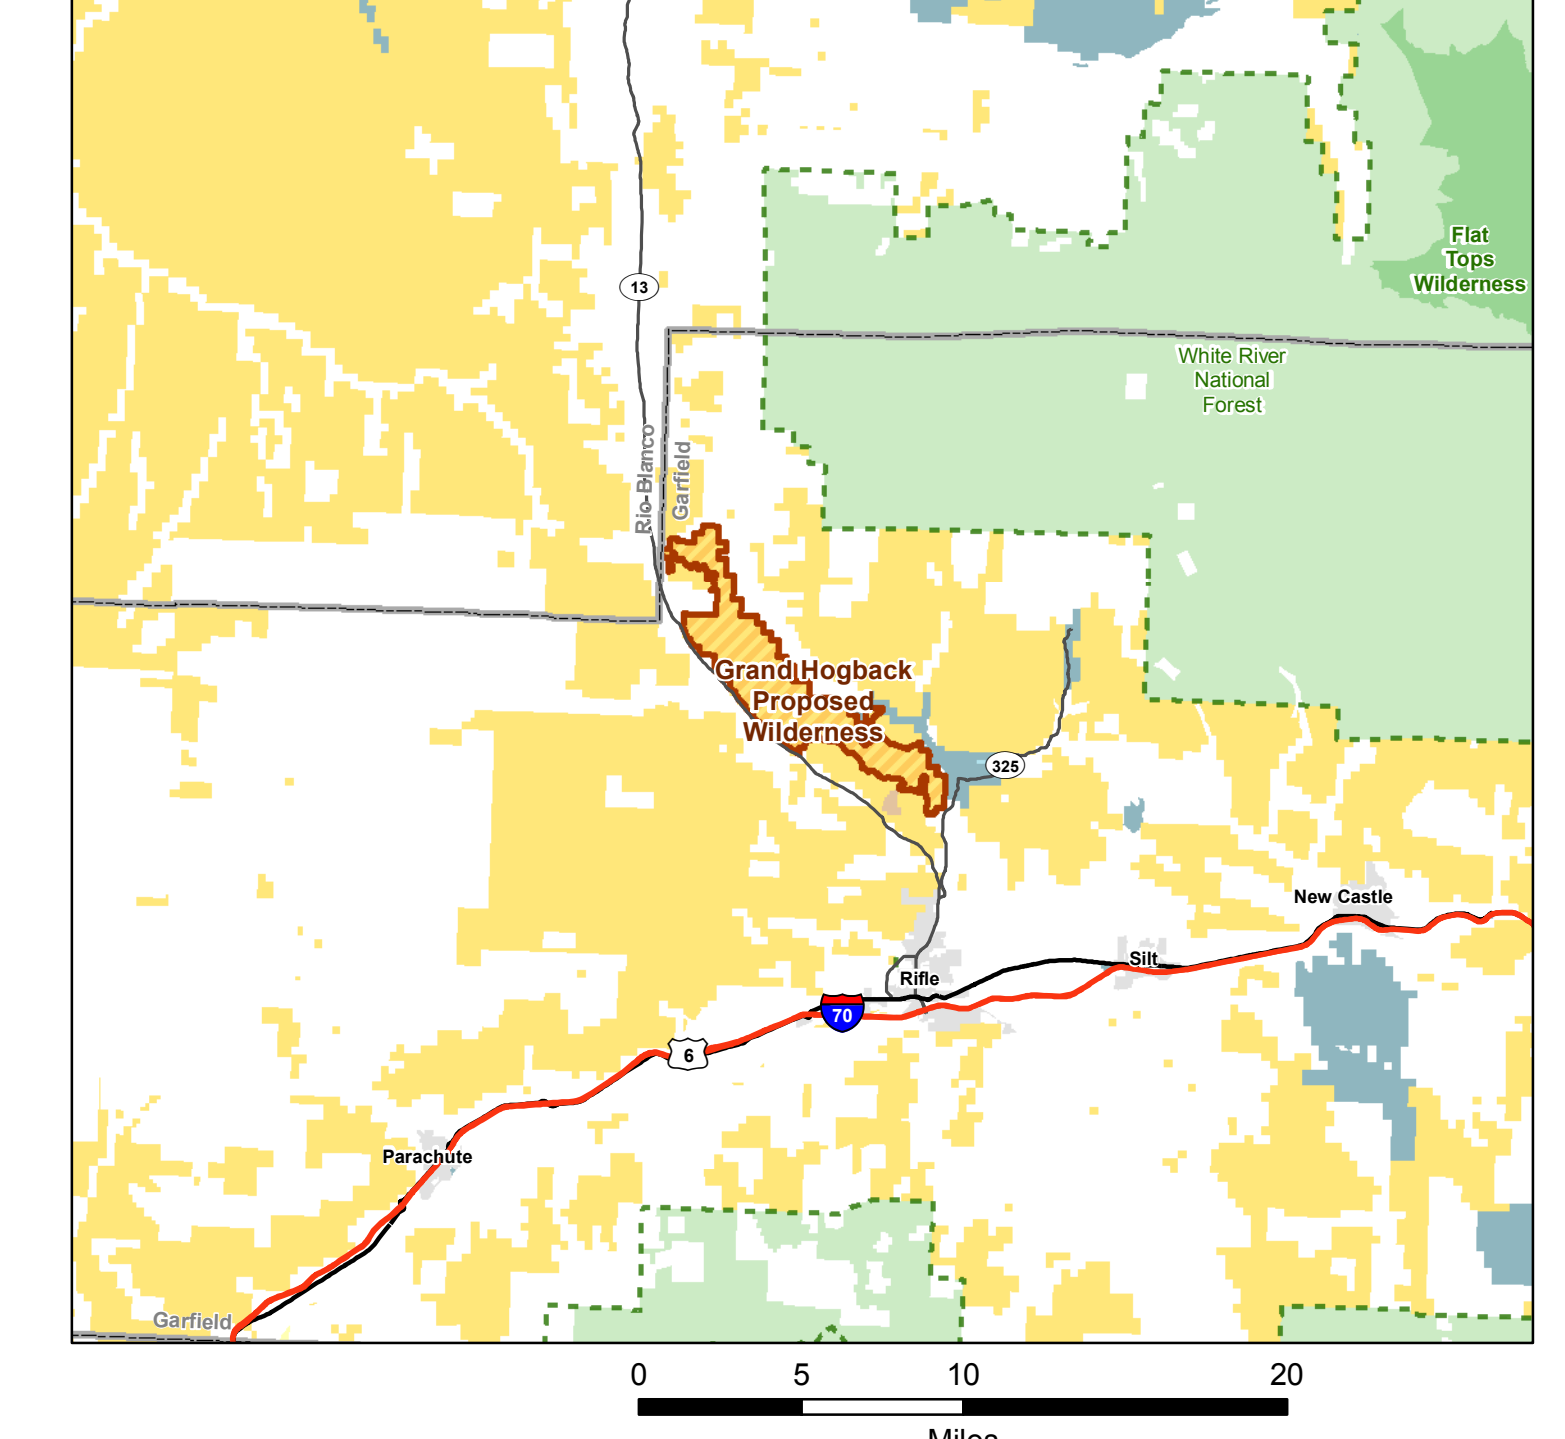 Flat
Tops
Wilderness
13
White River
National
Forest
Rio Blanco
Garfield
Grand Hogback
Proposed
Wilderness
325
New Castle
Silt
Rifle
70
6
Parachute
Garfield
0 5 10 20
Miles